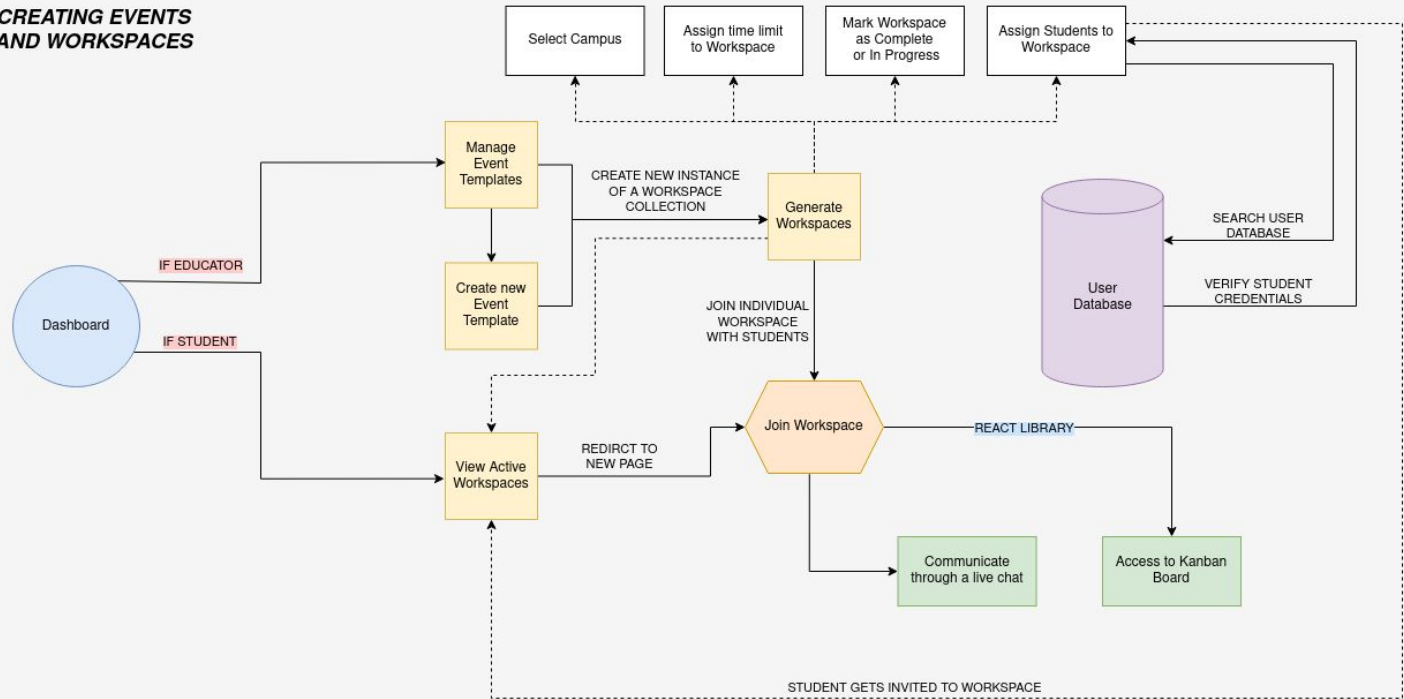 CREATING EVENTS
AND WORKSPACES
Select Campus
Assign time limit
to Workspace
Mark Workspace
as Complete
or In Progress
Assign Students to
Workspace
Manage
Event
Templates
CREATE NEW INSTANCE
OF A WORKSPACE
COLLECTION
Generate
Workspaces
SEARCH USER
DATABASE
IF EDUCATOR
Create new
Event
Template
User
Database
VERIFY STUDENT
CREDENTIALS
Dashboard
JOIN INDIVIDUAL
WORKSPACE
WITH STUDENTS
IF STUDENT
View Active
Workspaces
REDIRCT TO
NEW PAGE
Join Workspace
REACT LIBRARY
Communicate
through a live chat
Access to Kanban
Board
STUDENT GETS INVITED TO WORKSPACE